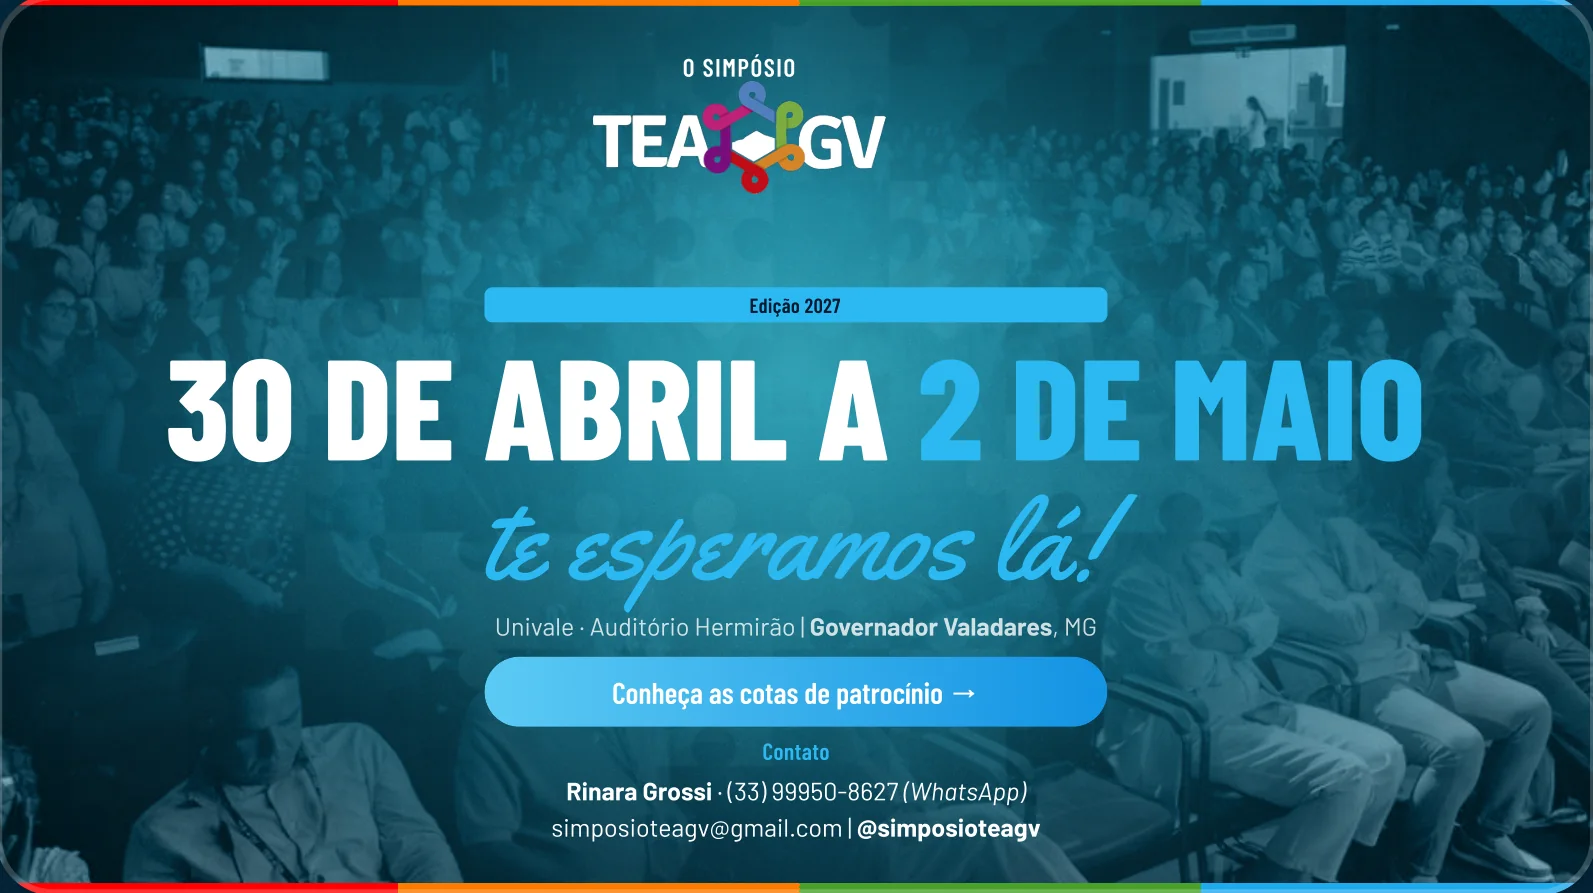 O SIMPÓSIO
TEA GV
Edição 2027
30 DE ABRIL A 2 DE MAIO
te esperamos lá!
Univale · Auditório Hermirão | Governador Valadares, MG
Conheça as cotas de patrocínio →
Contato
Rinara Grossi · (33) 99950-8627 (WhatsApp)
simposioteagv@gmail.com | @simposioteagv